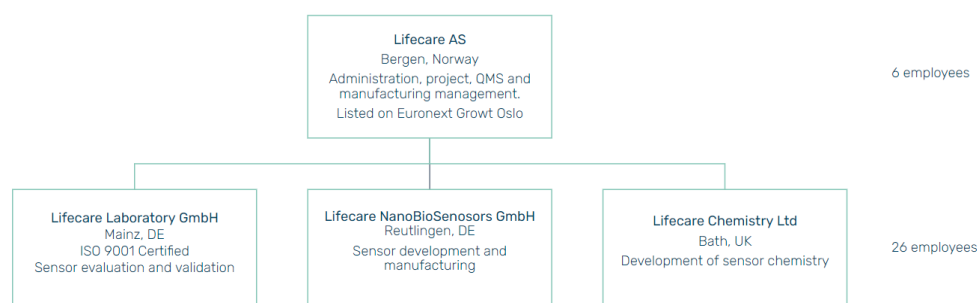 Lifecare AS
Bergen, Norway
Administration, project, QMS and
manufacturing management.
Listed on Euronext Growt Oslo
6 employees
Lifecare Laboratory GmbH
Mainz, DE
ISO 9001 Certified
Sensor evaluation and validation
Lifecare NanoBioSenosors GmbH
Reutlingen, DE
Sensor development and
manufacturing
Lifecare Chemistry Ltd
Bath, UK
Development of sensor chemistry
26 employees